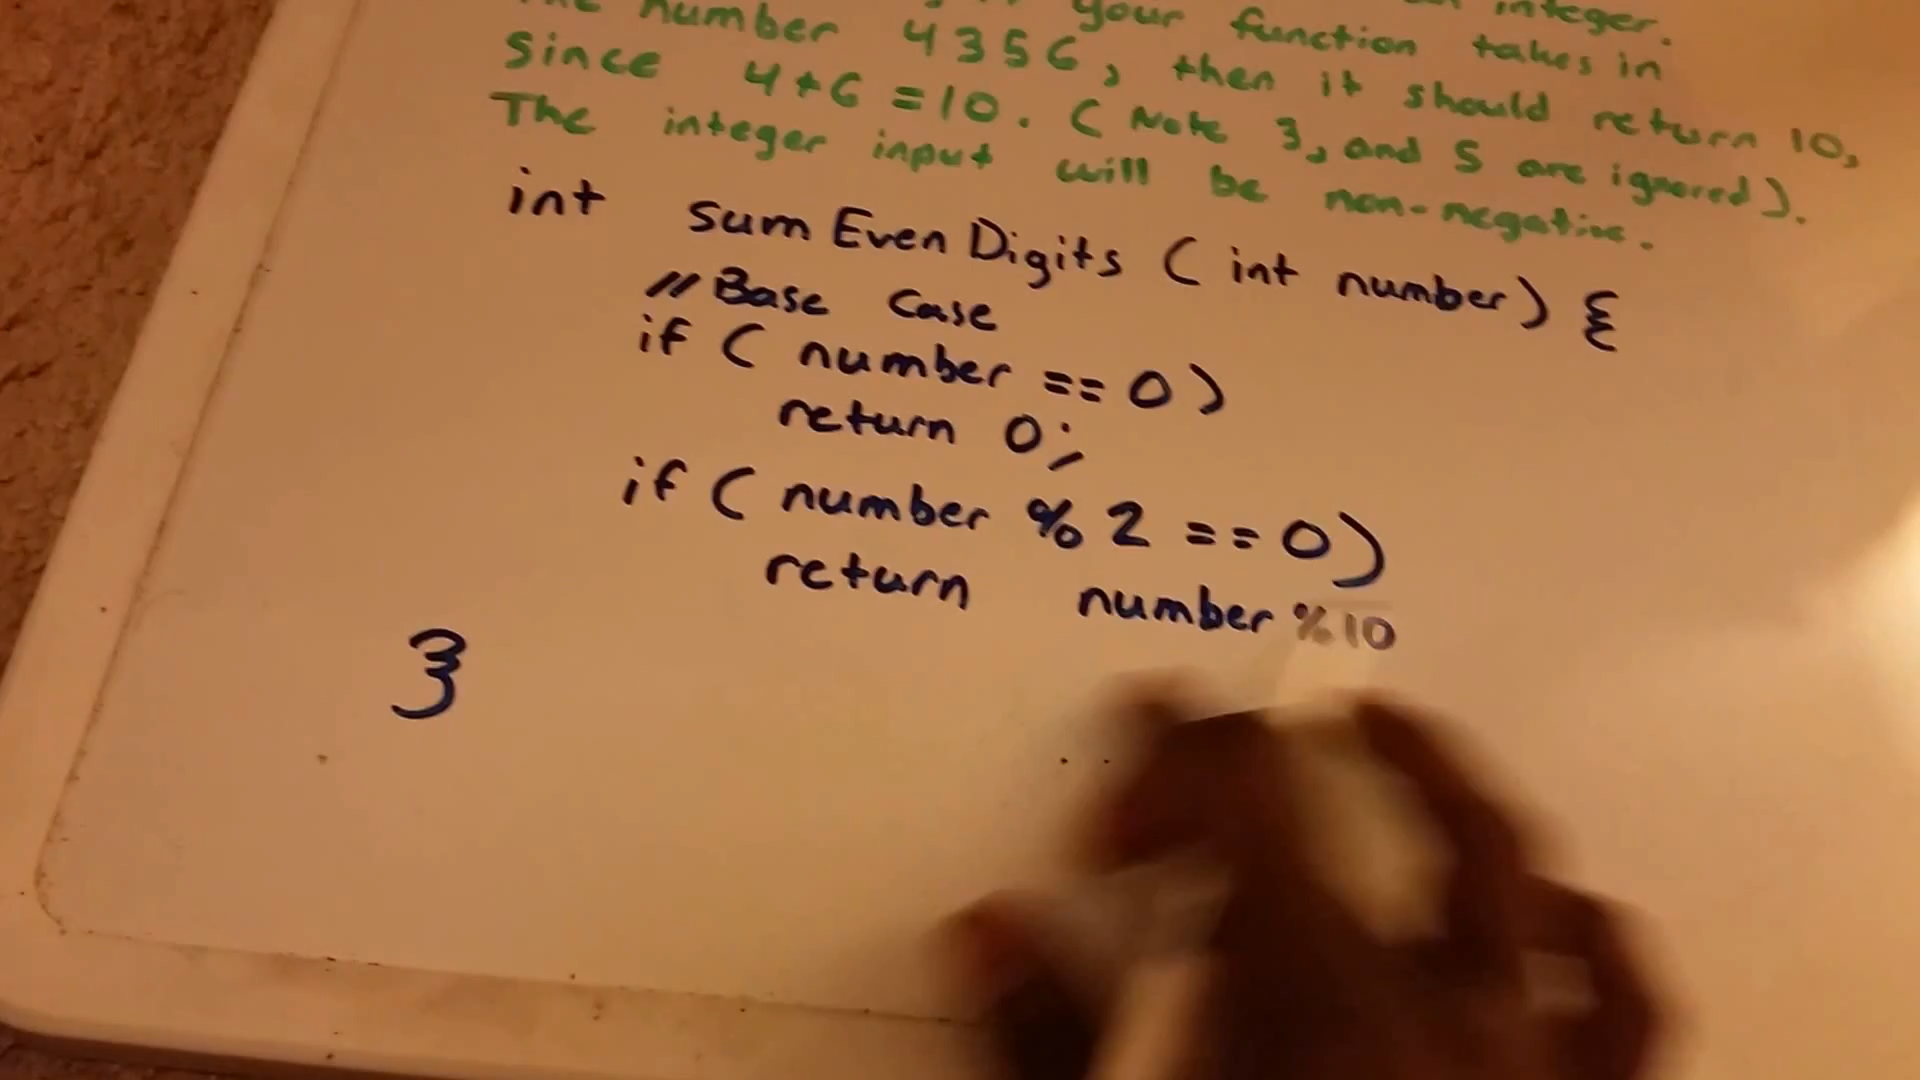 your integer.
number 4356, then function takes in
since 4+6=10. (Note it should return 10,
The integer input 3, and 5 are ignored).
will be non-negative.
int sumEvenDigits (int number) {
//Base Case
if (number == 0)
return 0;
if (number % 2 == 0)
return number %10
}